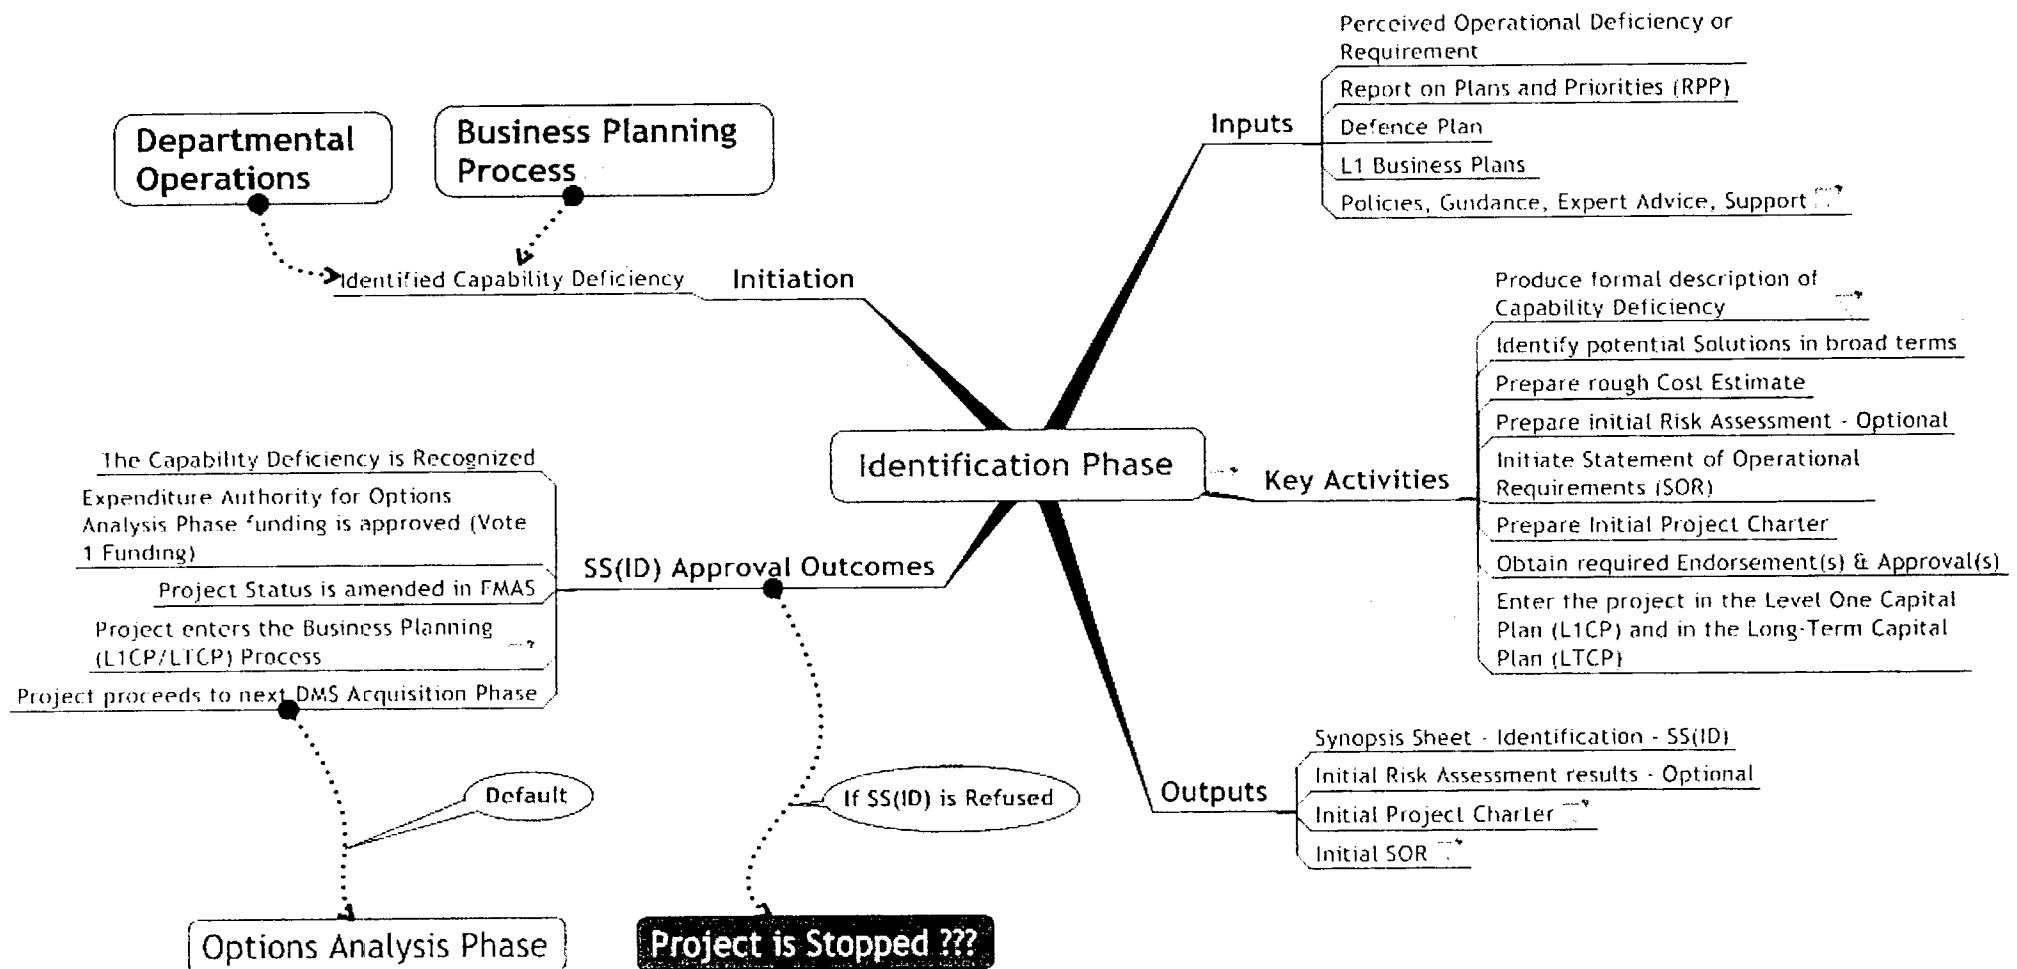 Departmental
Operations
Business Planning
Process
Identified Capability Deficiency
Initiation
Inputs
Perceived Operational Deficiency or
Requirement
Report on Plans and Priorities (RPP)
Defence Plan
L1 Business Plans
Policies, Guidance, Expert Advice, Support
Identification Phase
Key Activities
Produce formal description of
Capability Deficiency
Identify potential Solutions in broad terms
Prepare rough Cost Estimate
Prepare initial Risk Assessment - Optional
Initiate Statement of Operational
Requirements (SOR)
Prepare Initial Project Charter
Obtain required Endorsement(s) & Approval(s)
Enter the project in the Level One Capital
Plan (L1CP) and in the Long-Term Capital
Plan (LTCP)
SS(ID) Approval Outcomes
The Capability Deficiency is Recognized
Expenditure Authority for Options
Analysis Phase funding is approved (Vote
1 Funding)
Project Status is amended in FMAS
Project enters the Business Planning
(L1CP/LTCP) Process
Project proceeds to next DMS Acquisition Phase
Default
If SS(ID) is Refused
Options Analysis Phase
Project is Stopped ???
Outputs
Synopsis Sheet - Identification - SS(ID)
Initial Risk Assessment results - Optional
Initial Project Charter
Initial SOR